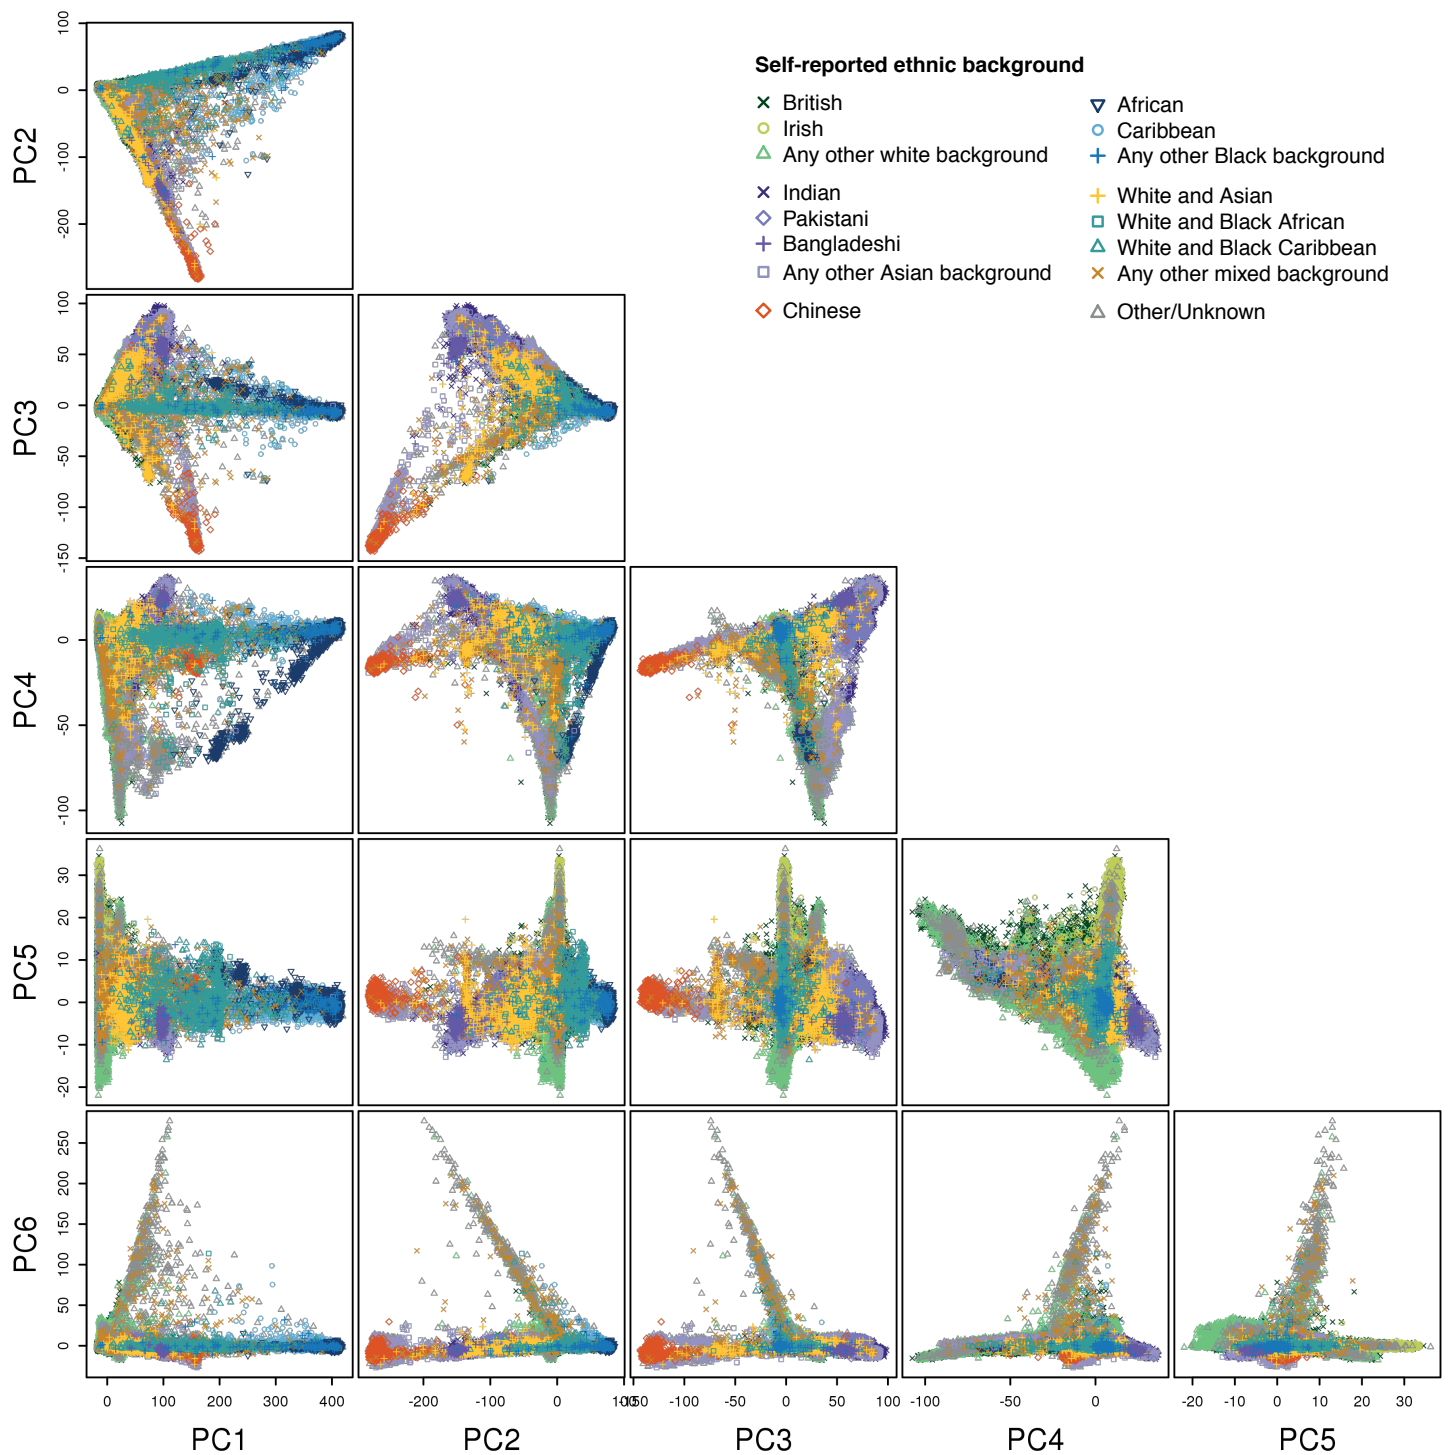 Self-reported ethnic background
British
Irish
Any other white background
Indian
Pakistani
Bangladeshi
Any other Asian background
Chinese
African
Caribbean
Any other Black background
White and Asian
White and Black African
White and Black Caribbean
Any other mixed background
Other/Unknown
PC2
100
0
-100
-200
PC3
100
50
0
-50
-100
-150
PC4
0
-50
-100
PC5
30
20
10
0
-10
-20
PC6
250
200
150
100
50
0
0 100 200 300 400
-200 -100 0 100
-150 -100 -50 0 50 100
-100 -50 0
-20 -10 0 10 20 30
PC1 PC2 PC3 PC4 PC5